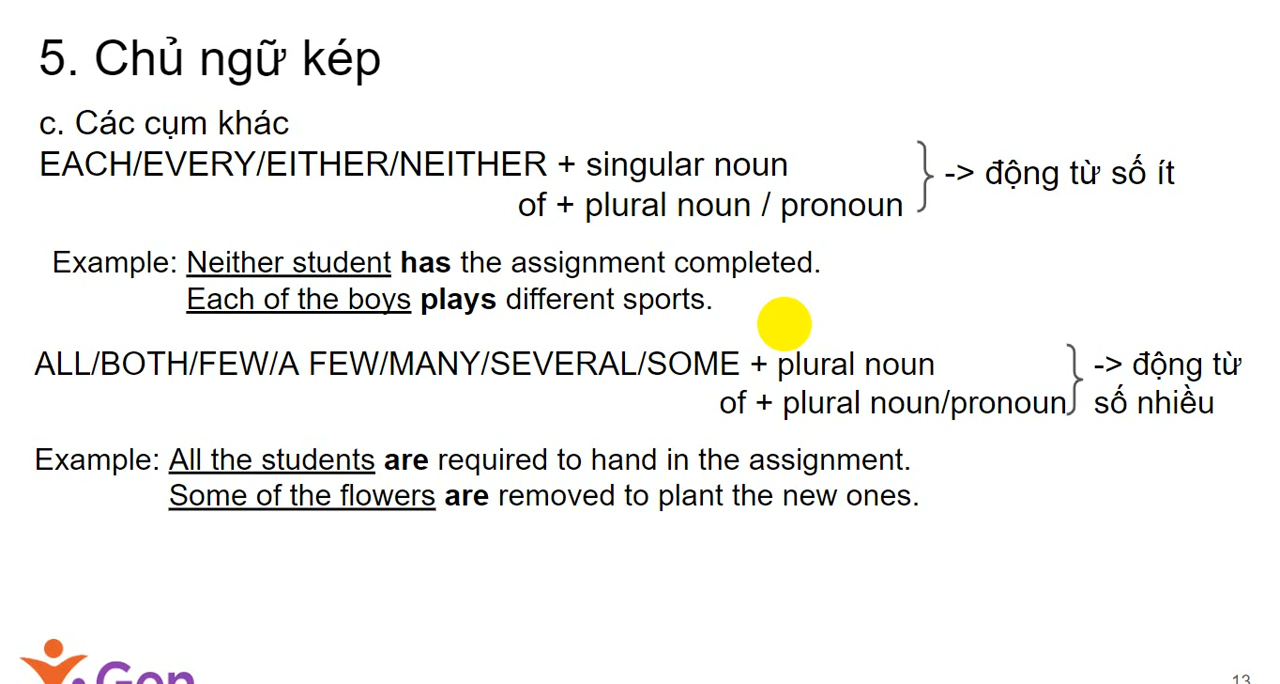 5. Chủ ngữ kép
c. Các cụm khác
EACH/EVERY/EITHER/NEITHER + singular noun
of + plural noun / pronoun
-> động từ số ít
Example: Neither student has the assignment completed.
Each of the boys plays different sports.
ALL/BOTH/FEW/A FEW/MANY/SEVERAL/SOME + plural noun
of + plural noun/pronoun
-> động từ
số nhiều
Example: All the students are required to hand in the assignment.
Some of the flowers are removed to plant the new ones.
Gen
13